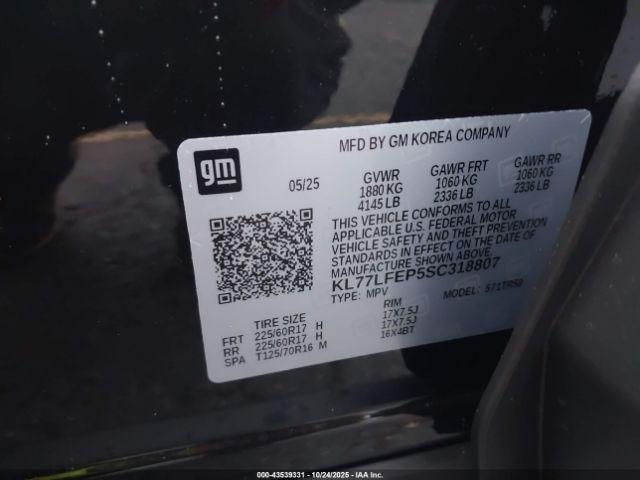 MFD BY GM KOREA COMPANY
gm
05/25
GVWR GAWR FRT GAWR RR
1880 KG 1060 KG 1060 KG
4145 LB 2336 LB 2336 LB
THIS VEHICLE CONFORMS TO ALL
APPLICABLE U.S. FEDERAL MOTOR
VEHICLE SAFETY AND THEFT PREVENTION
STANDARDS IN EFFECT ON THE DATE OF
MANUFACTURE SHOWN ABOVE.
KL77LFEP5SC318807
TYPE: MPV MODEL:
TIRE SIZE RIM
FRT 225/60R17 H 17X7.5J
RR 225/60R17 H 17X7.5J
SPA T125/70R16 M 16X4BT
00-43539331 - 10/24/2025 - IAA Inc.